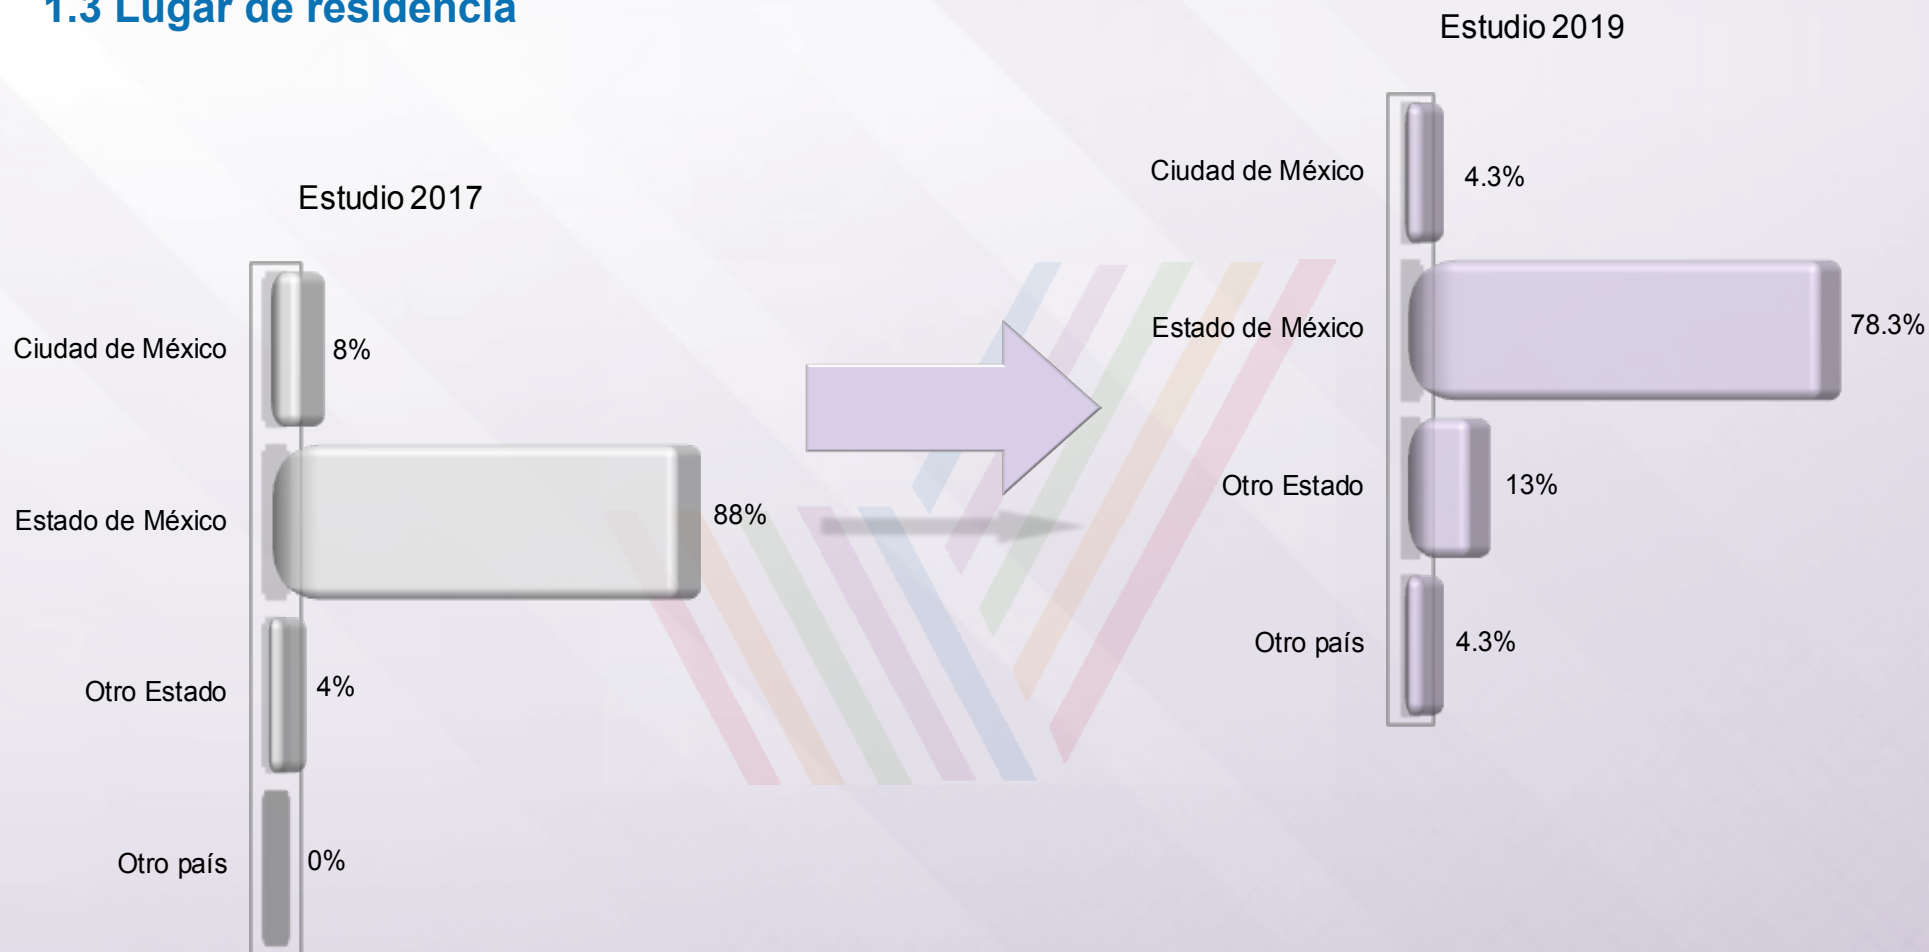 1.3 Lugar de residencia
Estudio 2017
Ciudad de México 8%
Estado de México 88%
Otro Estado 4%
Otro país 0%
Estudio 2019
Ciudad de México 4.3%
Estado de México 78.3%
Otro Estado 13%
Otro país 4.3%